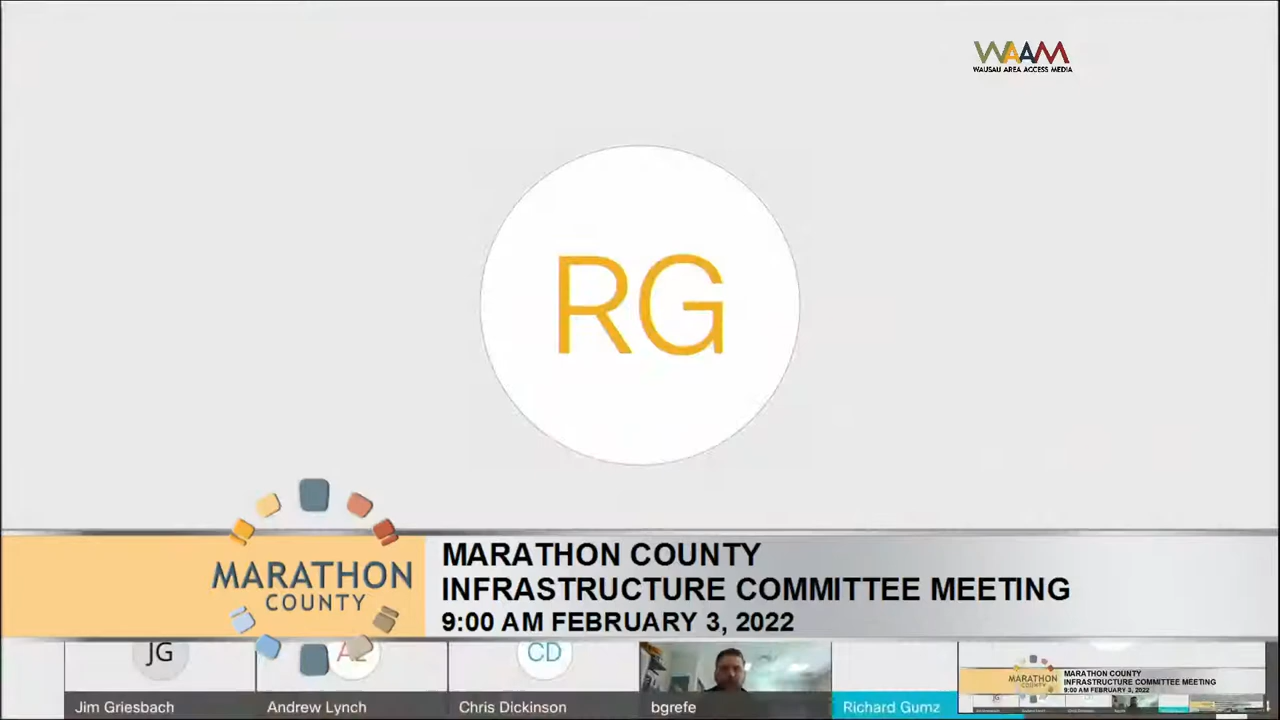 WAAM
WAUSAU AREA ACCESS MEDIA
RG
MARATHON
COUNTY
MARATHON COUNTY
INFRASTRUCTURE COMMITTEE MEETING
9:00 AM FEBRUARY 3, 2022
JG
CD
Jim Griesbach
Andrew Lynch
Chris Dickinson
bgrefe
Richard Gumz
MARATHON
COUNTY
MARATHON COUNTY
INFRASTRUCTURE COMMITTEE MEETING
9:00 AM FEBRUARY 3, 2022